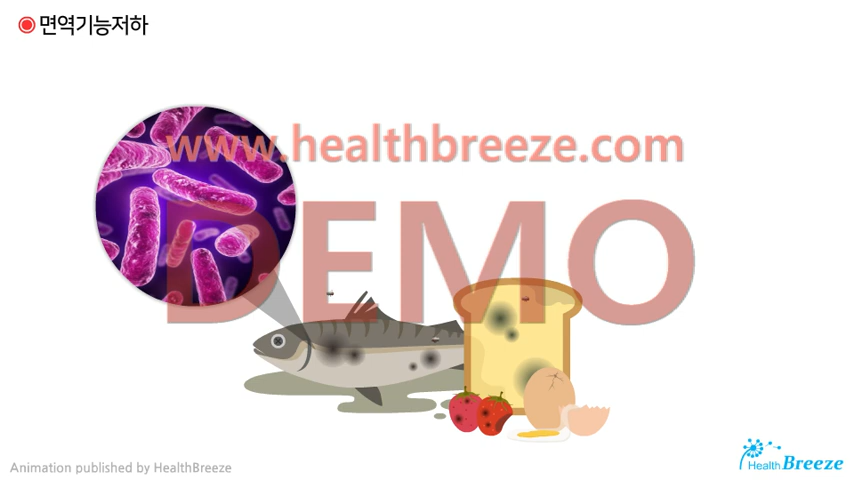 면역기능저하
www.healthbreeze.com
DEMO
Animation published by HealthBreeze
Health Breeze